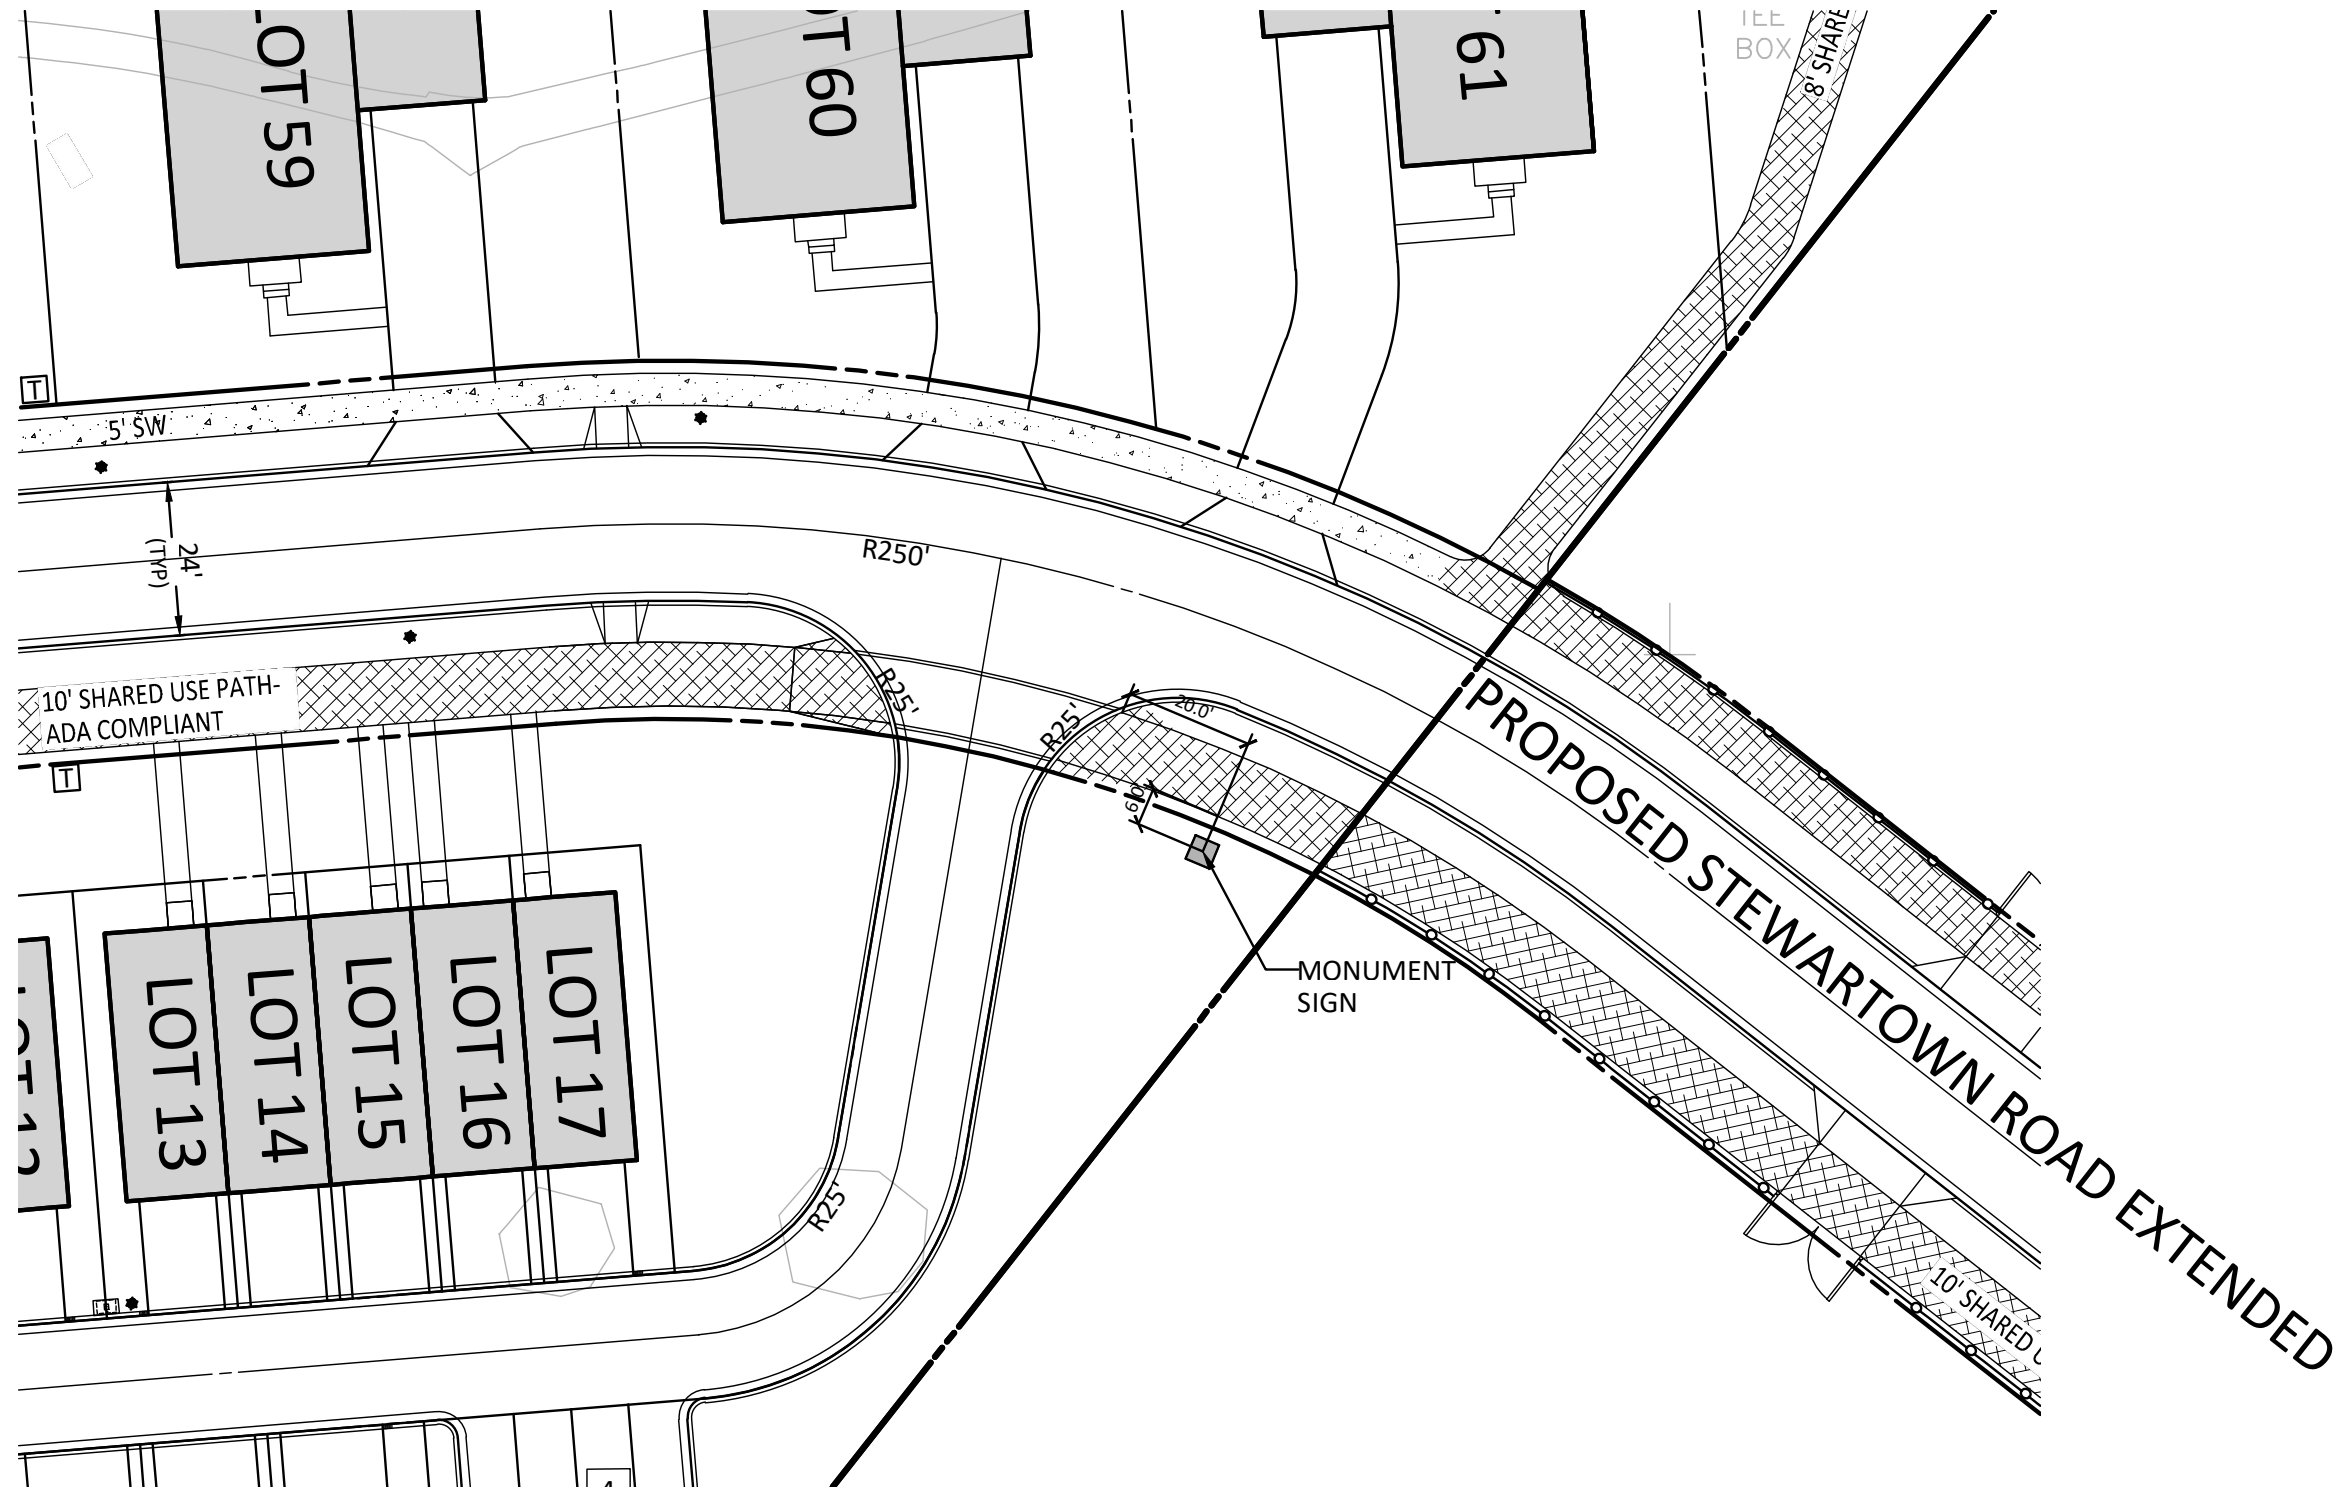 LOT 59
OT 60
61
TEE
BOX
8' SHARE
T
5' SW
24'
(TYP)
R250'
10' SHARED USE PATH-
ADA COMPLIANT
T
R25'
R25'
20.0'
6.0'
PROPOSED STEWARTOWN ROAD EXTENDED
MONUMENT
SIGN
LOT 13
LOT 14
LOT 15
LOT 16
LOT 17
R25'
10' SHARED U